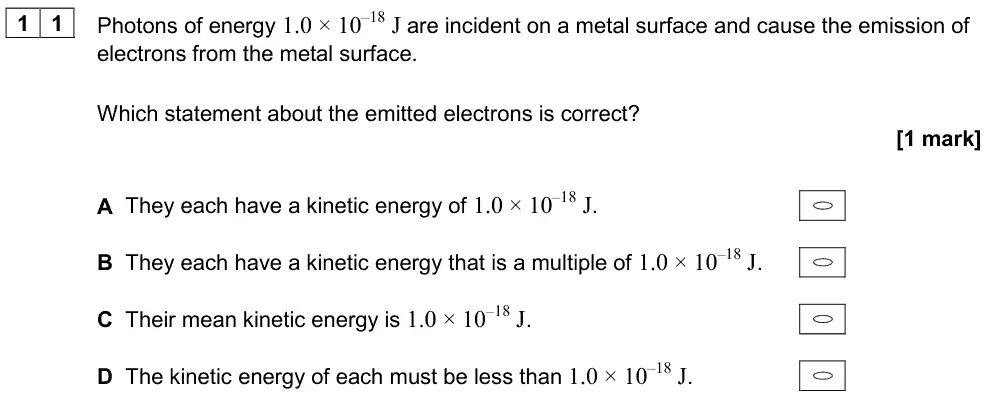 1 1 Photons of energy 1.0 × 10⁻¹⁸ J are incident on a metal surface and cause the emission of
electrons from the metal surface.
Which statement about the emitted electrons is correct?
[1 mark]
A They each have a kinetic energy of 1.0 × 10⁻¹⁸ J.
B They each have a kinetic energy that is a multiple of 1.0 × 10⁻¹⁸ J.
C Their mean kinetic energy is 1.0 × 10⁻¹⁸ J.
D The kinetic energy of each must be less than 1.0 × 10⁻¹⁸ J.